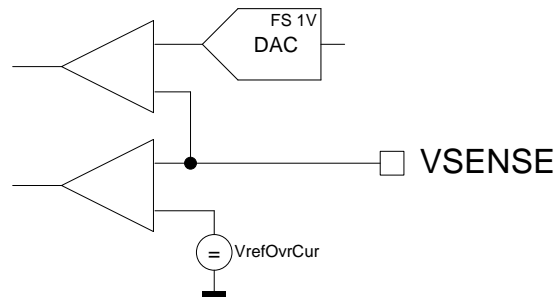 FS 1V
DAC
VSENSE
=
VrefOvrCur